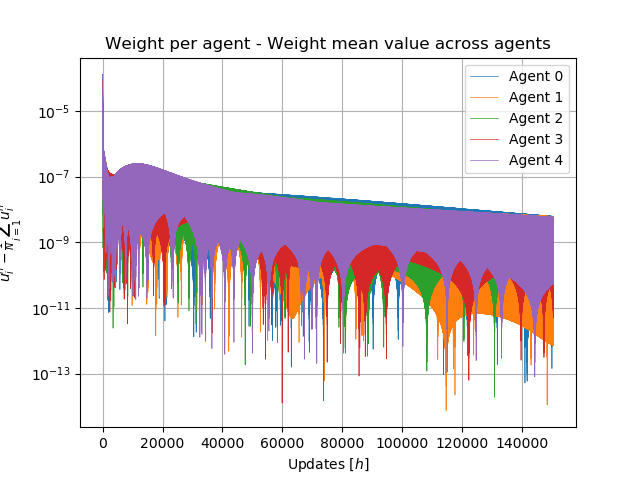 Weight per agent - Weight mean value across agents
Agent 0
Agent 1
Agent 2
Agent 3
Agent 4
10⁻⁵
10⁻⁷
10⁻⁹
10⁻¹¹
10⁻¹³
0 20000 40000 60000 80000 100000 120000 140000
Updates [h]